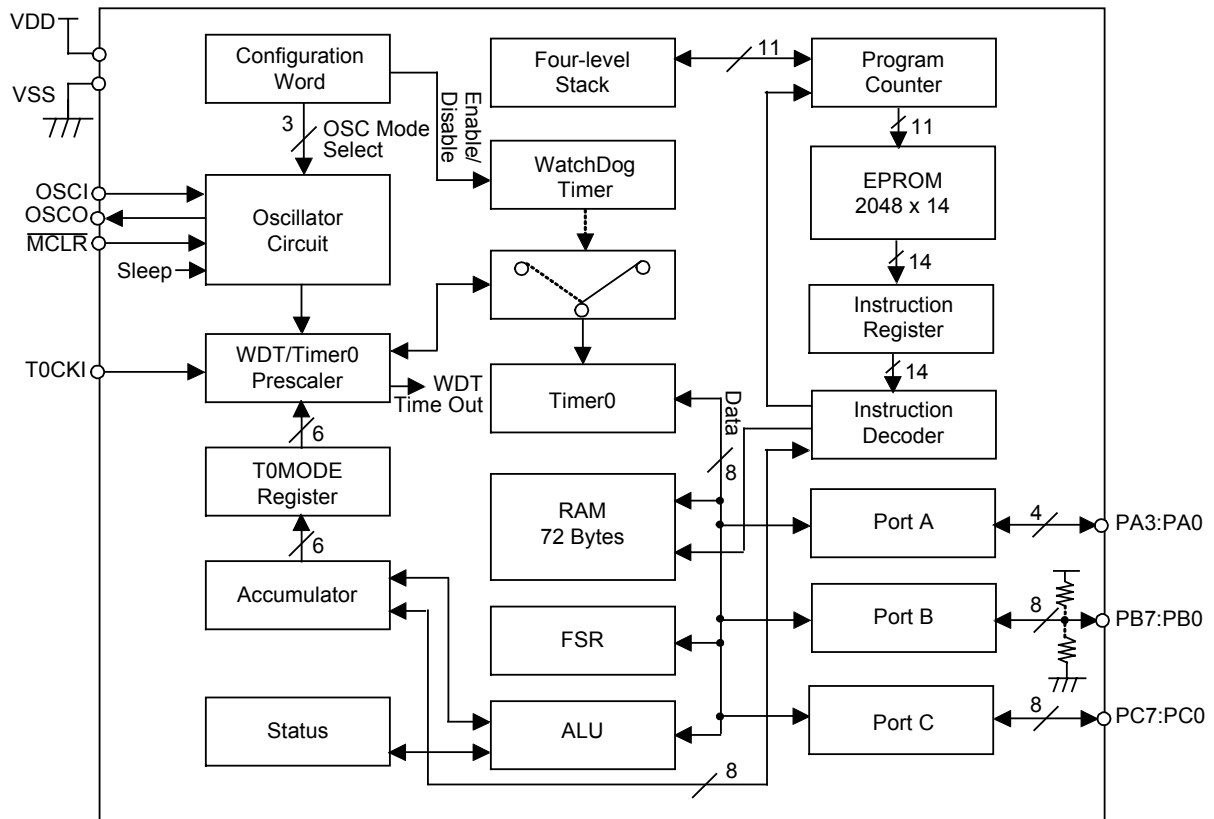 VDD
VSS
Configuration
Word
Four-level
Stack
11
Program
Counter
Enable/
Disable
3
OSC Mode
Select
11
WatchDog
Timer
EPROM
2048 x 14
OSCI
OSCO
MCLR
Sleep
Oscillator
Circuit
14
Instruction
Register
T0CKI
WDT/Timer0
Prescaler
WDT
Time Out
Timer0
Data
8
14
Instruction
Decoder
6
T0MODE
Register
RAM
72 Bytes
Port A
4
PA3:PA0
6
Accumulator
FSR
Port B
8
PB7:PB0
Status
ALU
Port C
8
PC7:PC0
8